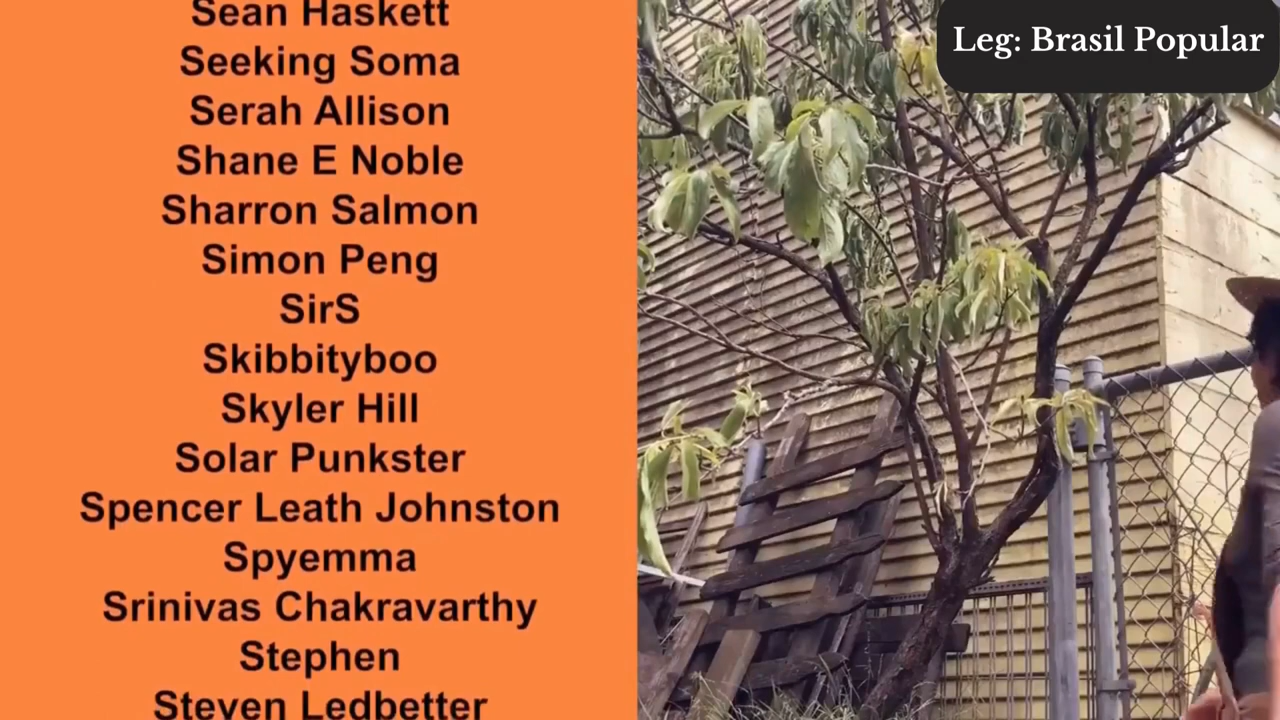 Sean Haskett
Seeking Soma
Serah Allison
Shane E Noble
Sharron Salmon
Simon Peng
SirS
Skibbityboo
Skyler Hill
Solar Punkster
Spencer Leath Johnston
Spyemma
Srinivas Chakravarthy
Stephen
Steven Ledbetter
Leg: Brasil Popular